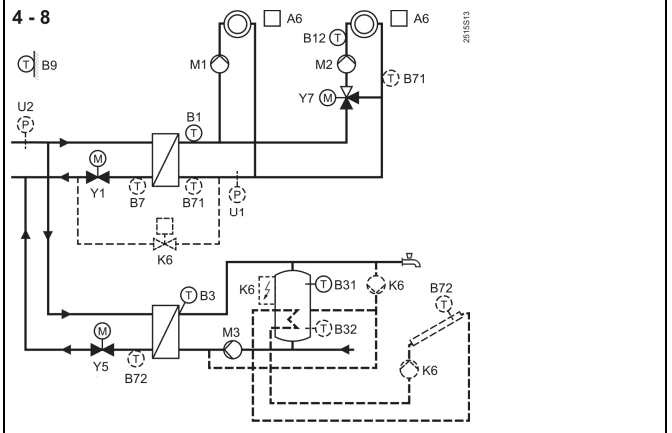 4 - 8
A6
A6
2515S13
B12 T
T B9
M1
M2
T B71
Y7 M
U2
P
B1
T
M
Y1
T
B7
T
B71
P
U1
K6
T B3
K6
T B31
K6
B72
T
M
Y5
T
B72
M3
T B32
K6